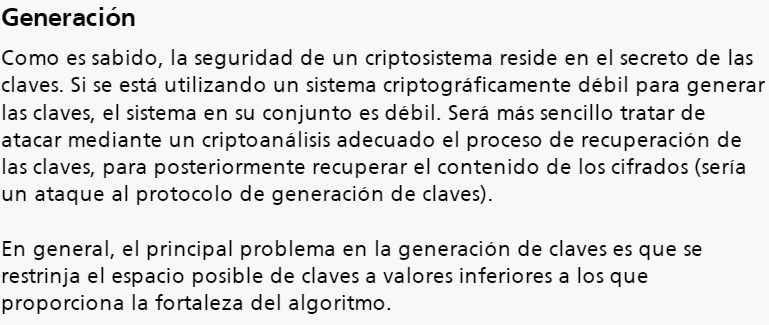 Generación
Como es sabido, la seguridad de un criptosistema reside en el secreto de las
claves. Si se está utilizando un sistema criptográficamente débil para generar
las claves, el sistema en su conjunto es débil. Será más sencillo tratar de
atacar mediante un criptoanálisis adecuado el proceso de recuperación de
las claves, para posteriormente recuperar el contenido de los cifrados (sería
un ataque al protocolo de generación de claves).
En general, el principal problema en la generación de claves es que se
restrinja el espacio posible de claves a valores inferiores a los que
proporciona la fortaleza del algoritmo.